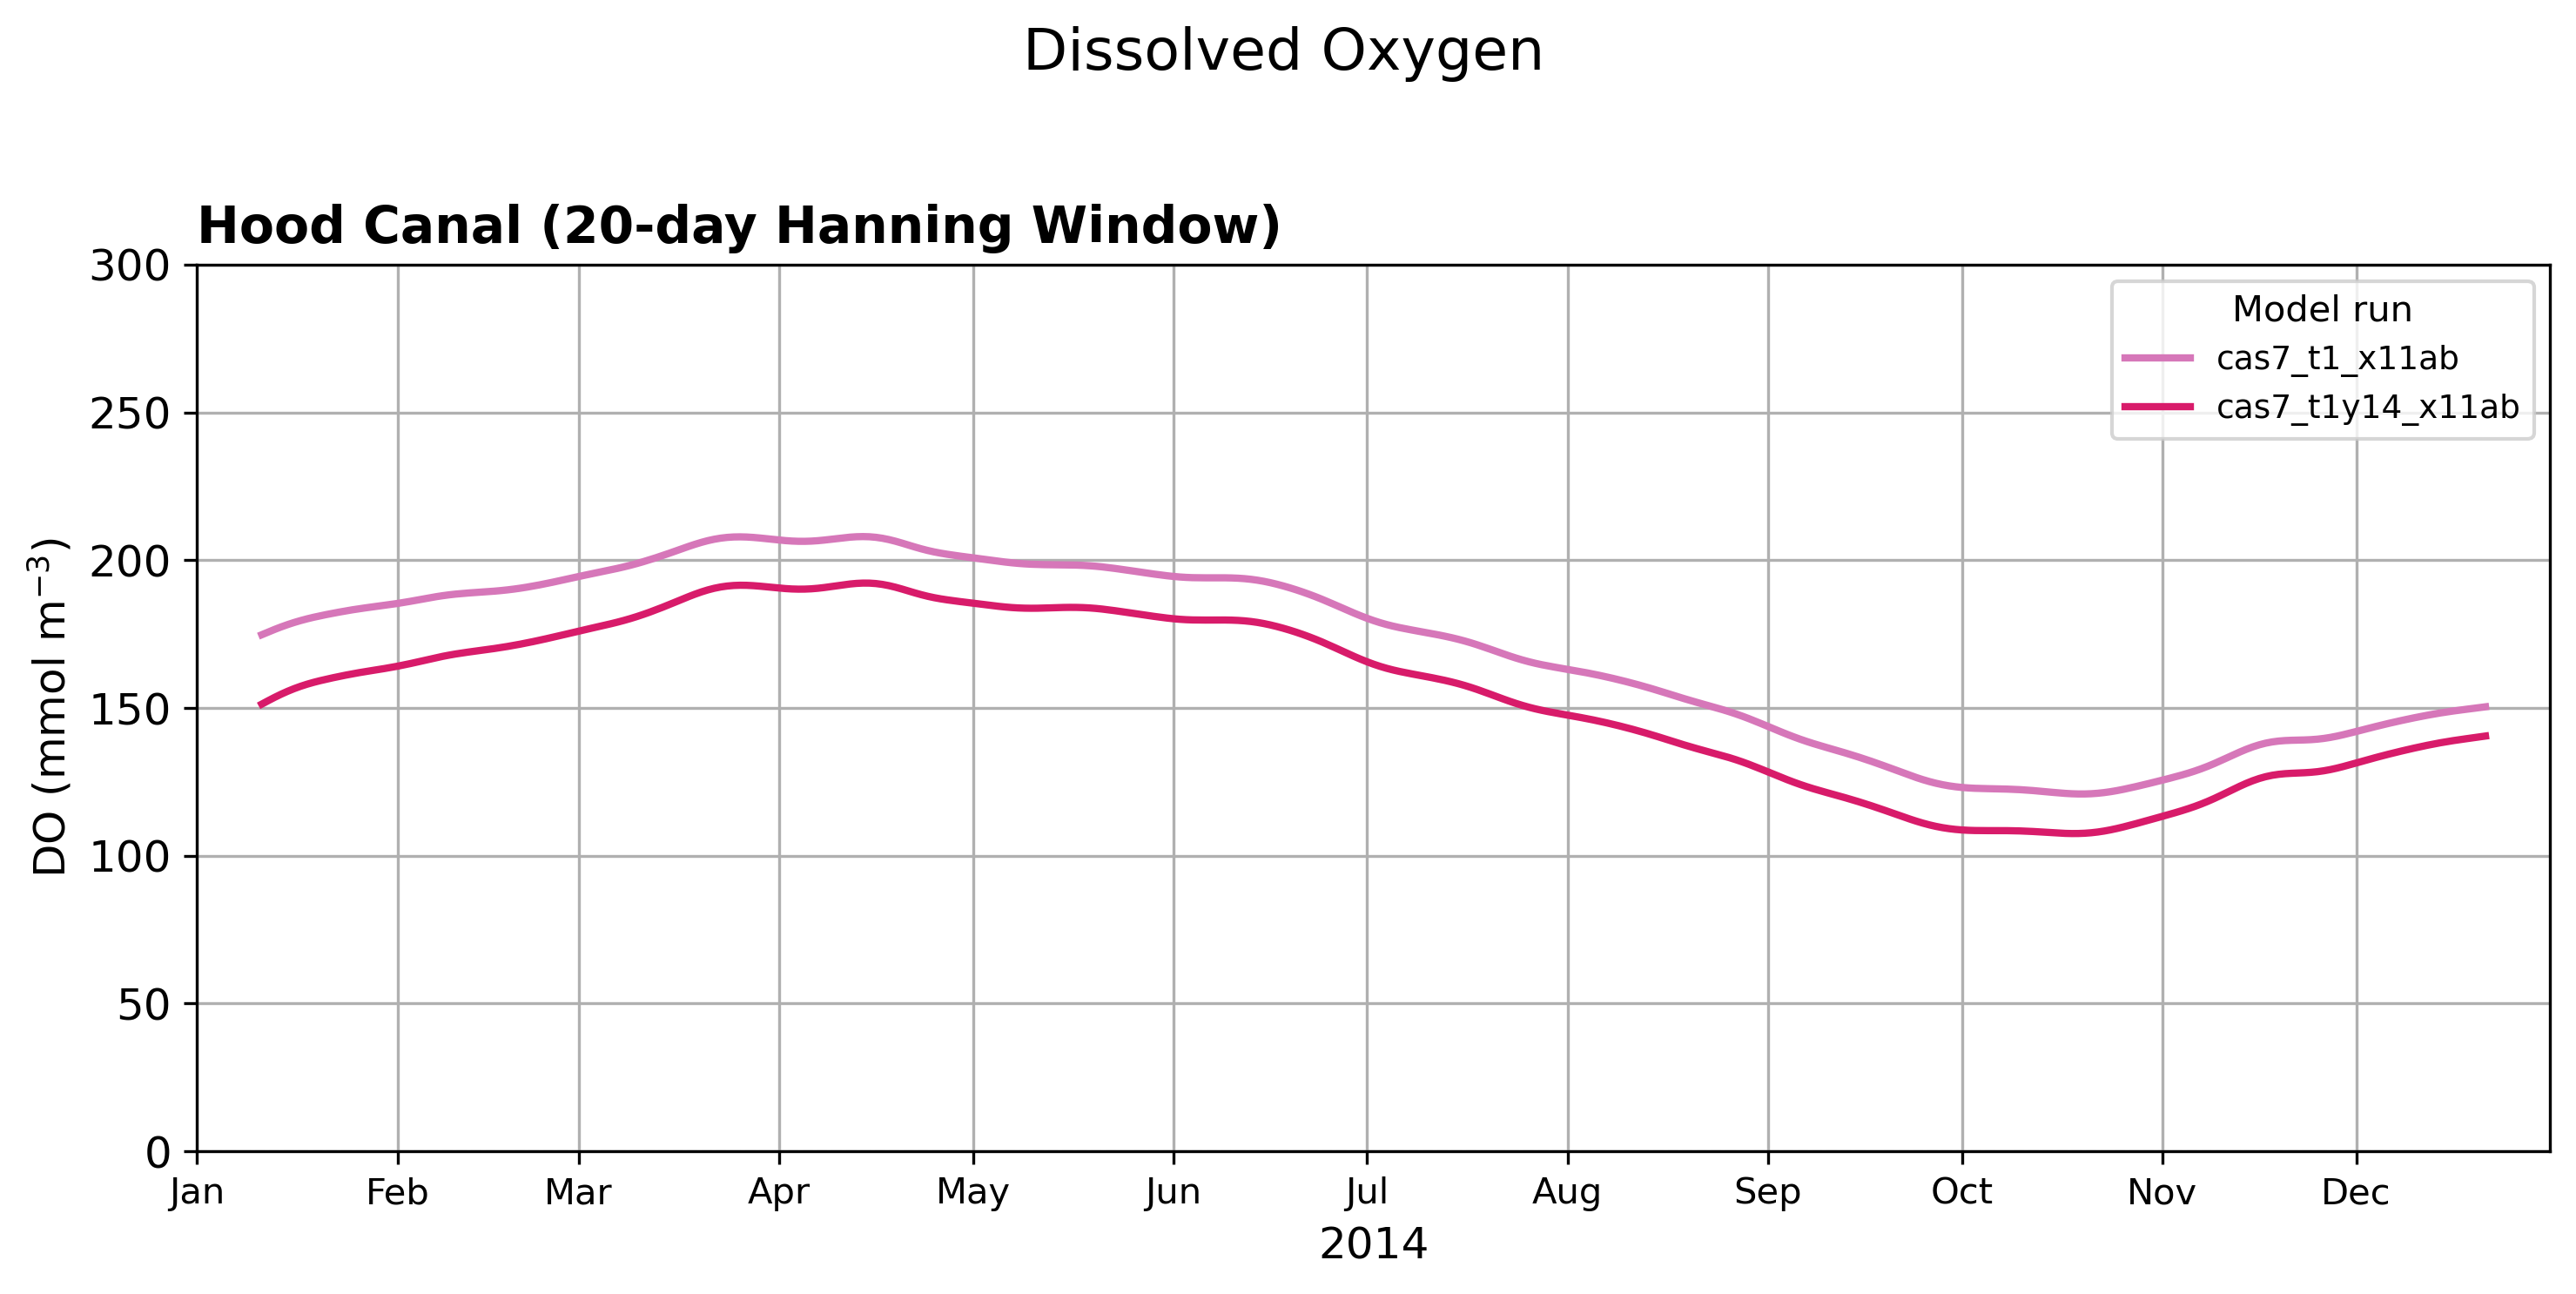 Dissolved Oxygen
Hood Canal (20-day Hanning Window)
300
250
200
150
100
50
0
DO (mmol m⁻³)
Model run
cas7_t1_x11ab
cas7_t1y14_x11ab
Jan Feb Mar Apr May Jun Jul Aug Sep Oct Nov Dec
2014